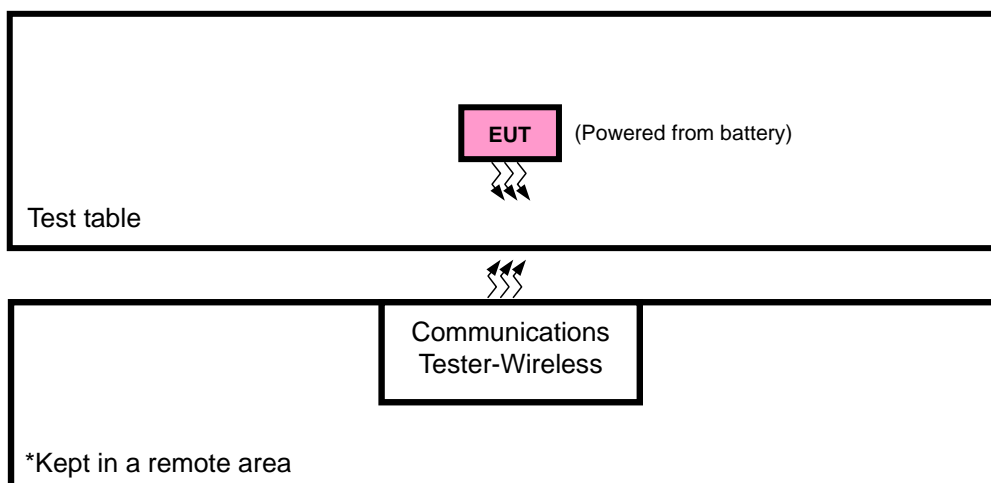 EUT (Powered from battery)
Test table
Communications
Tester-Wireless
*Kept in a remote area